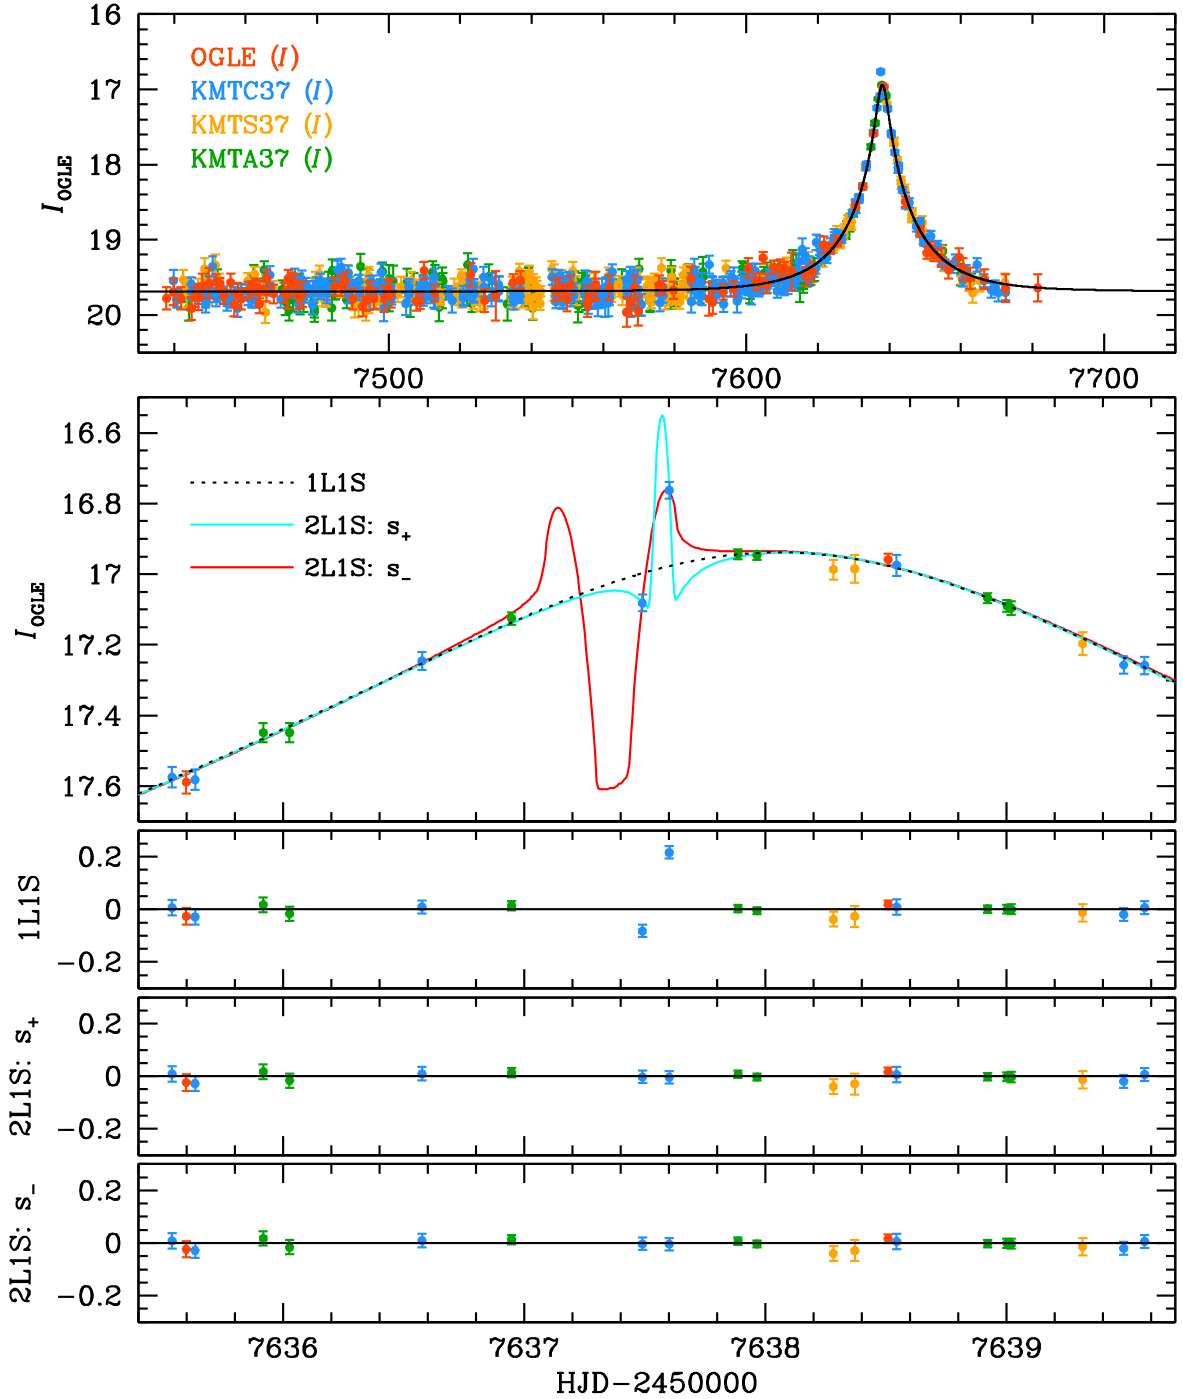 16
17
18
19
20
I_OGLE
OGLE (I)
KMTC37 (I)
KMTS37 (I)
KMTA37 (I)
7500 7600 7700
16.6
16.8
17
17.2
17.4
17.6
I_OGLE
1L1S
2L1S: s₊
2L1S: s₋
0.2
0
−0.2
1L1S
0.2
0
−0.2
2L1S: s₊
0.2
0
−0.2
2L1S: s₋
7636 7637 7638 7639
HJD−2450000